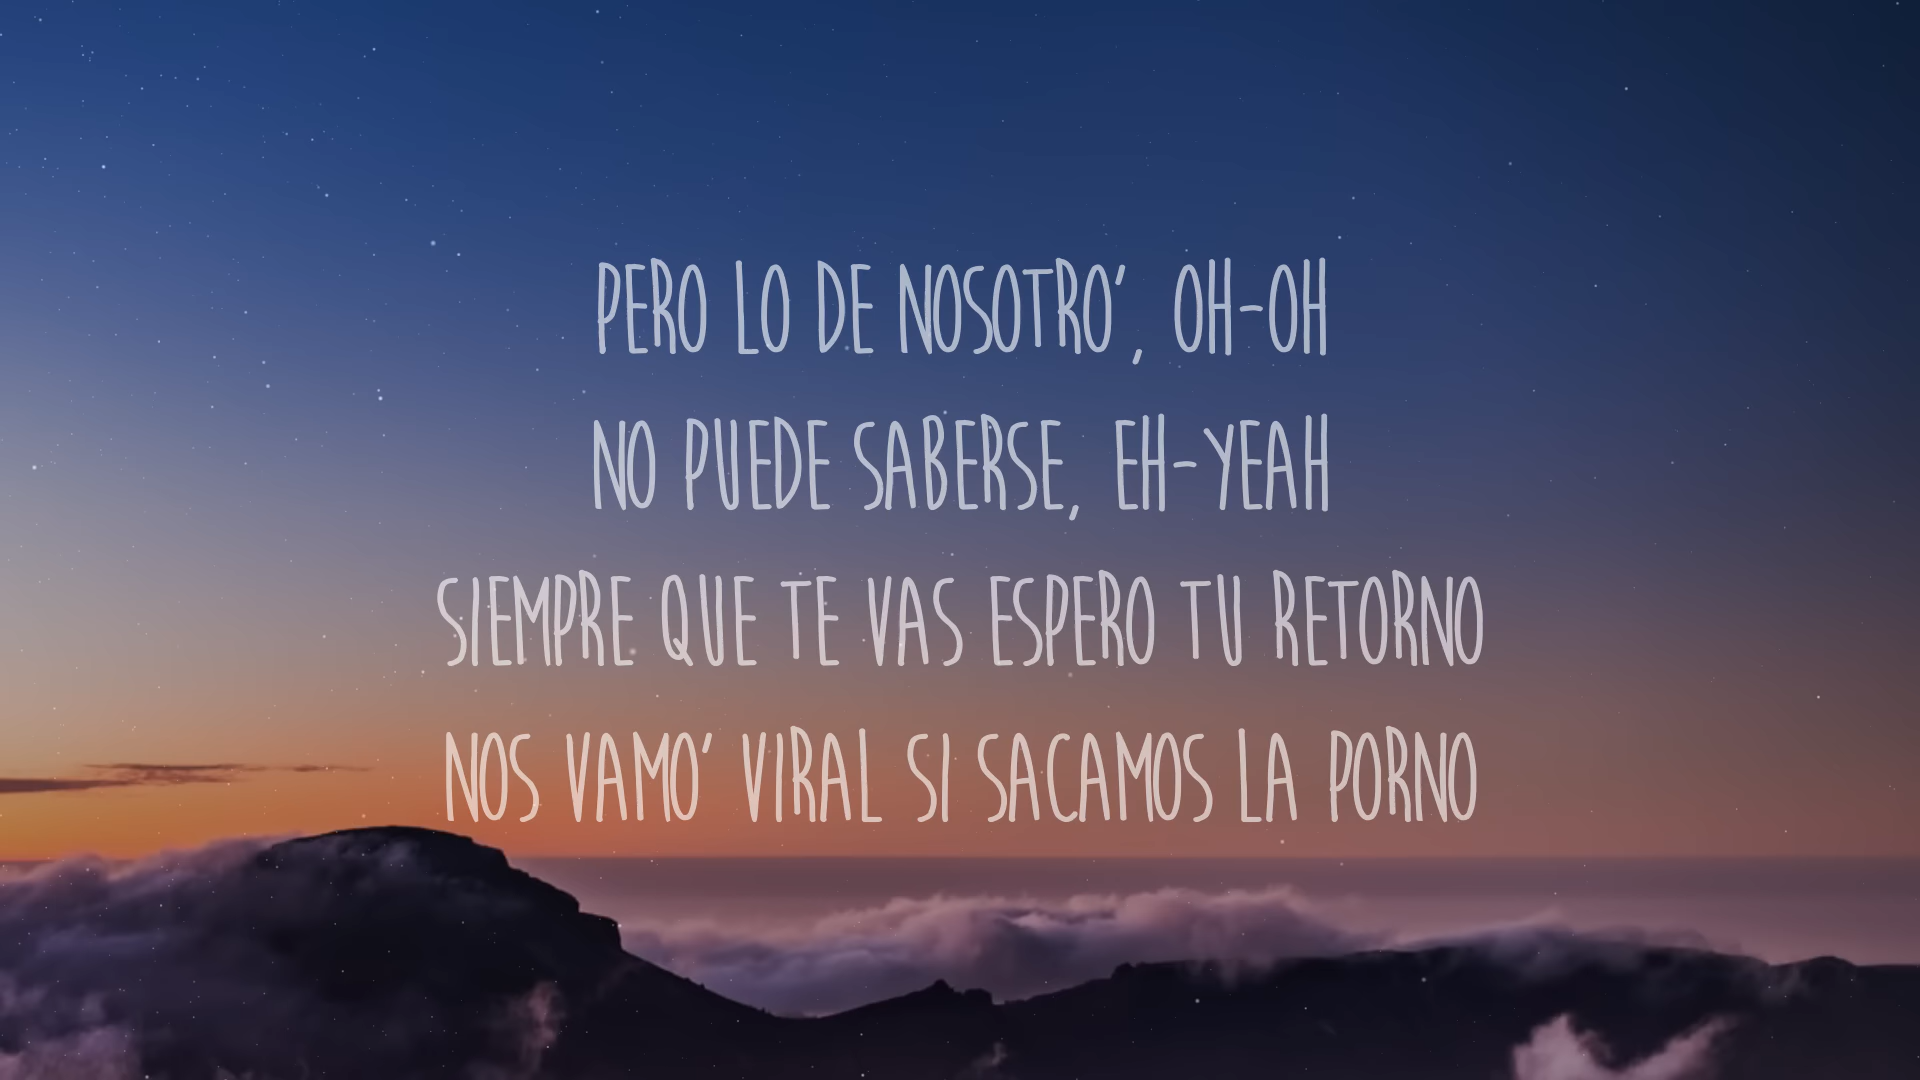 PERO LO DE NOSOTRO', OH-OH
NO PUEDE SABERSE, EH-YEAH
SIEMPRE QUE TE VAS ESPERO TU RETORNO
NOS VAMO' VIRAL SI SACAMOS LA PORNO